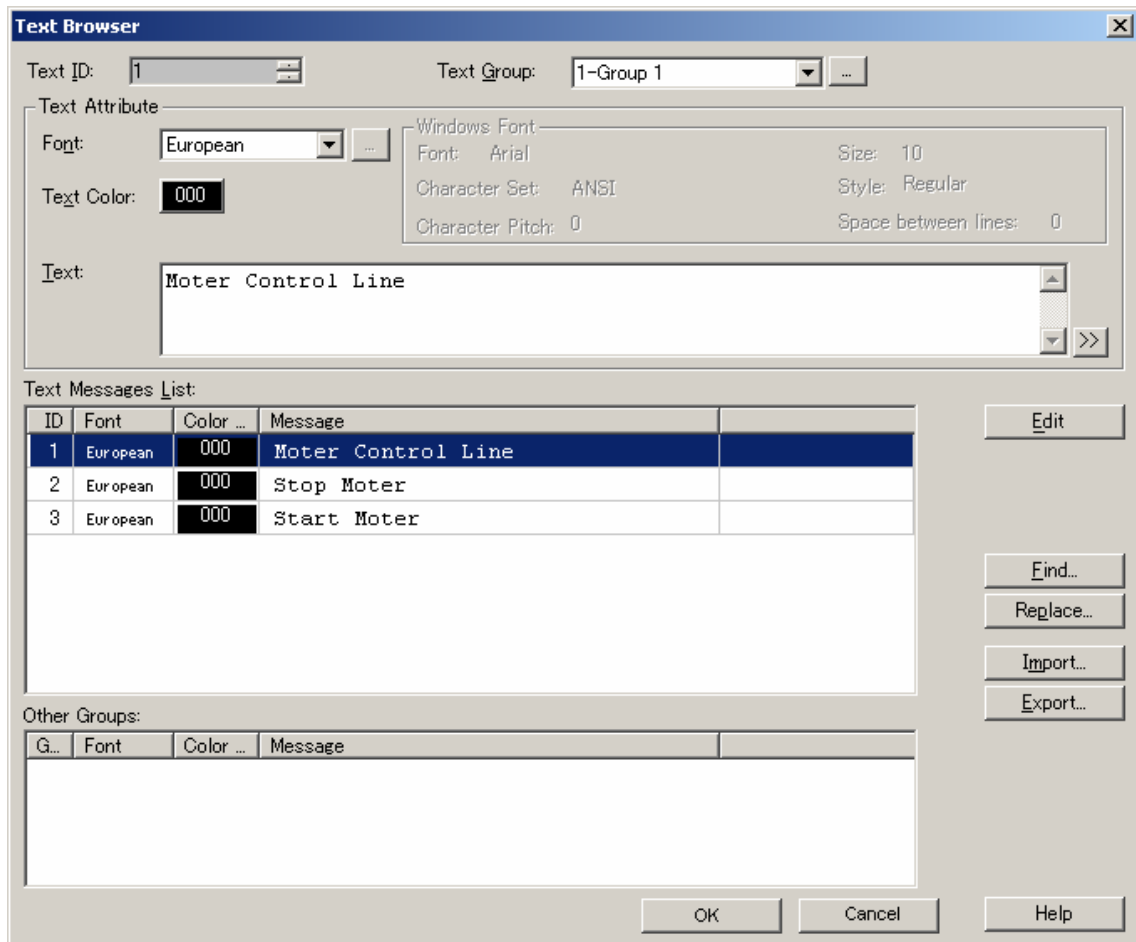 Text Browser
Text ID: 1 Text Group: 1-Group 1 ...
Text Attribute
Font: European ...
Windows Font
Font: Arial Size: 10
Text Color: 000
Character Set: ANSI Style: Regular
Character Pitch: 0 Space between lines: 0
Text: Moter Control Line
>>
Text Messages List:
ID Font Color ... Message
1 European 000 Moter Control Line
2 European 000 Stop Moter
3 European 000 Start Moter
Edit
Find...
Replace...
Import...
Export...
Other Groups:
G... Font Color ... Message
OK Cancel Help